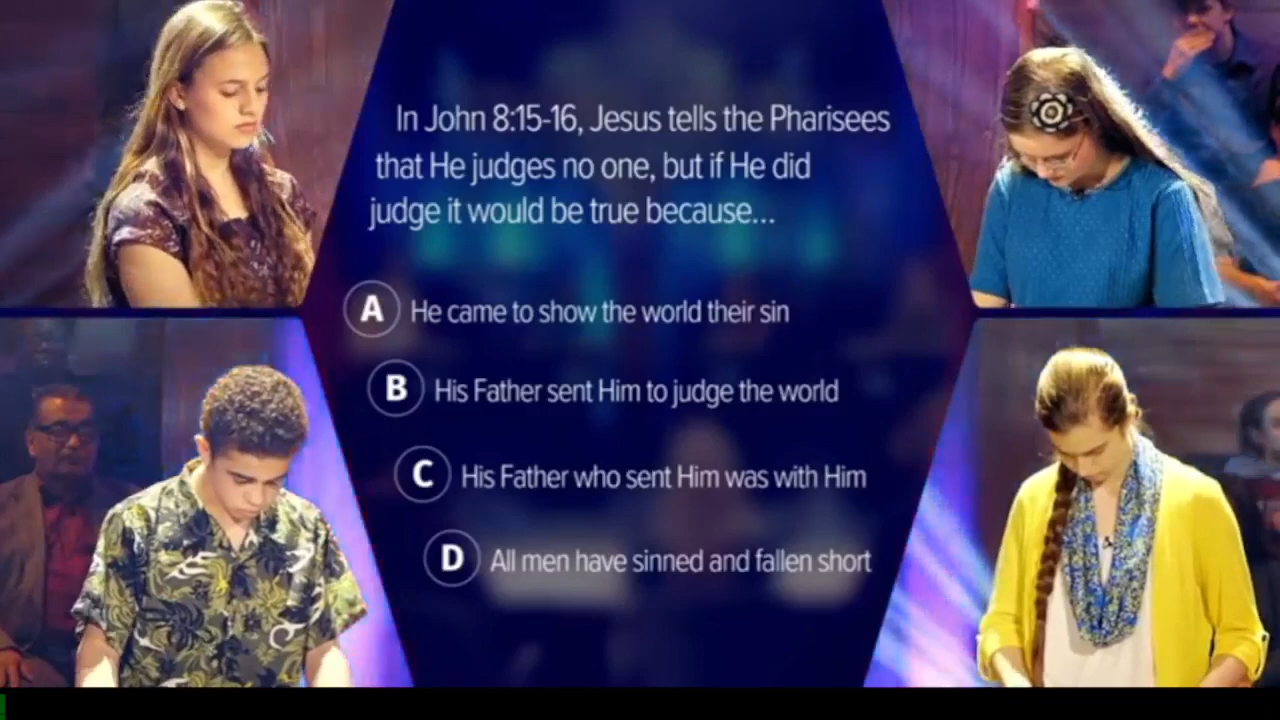 In John 8:15-16, Jesus tells the Pharisees
that He judges no one, but if He did
judge it would be true because...
A He came to show the world their sin
B His Father sent Him to judge the world
C His Father who sent Him was with Him
D All men have sinned and fallen short